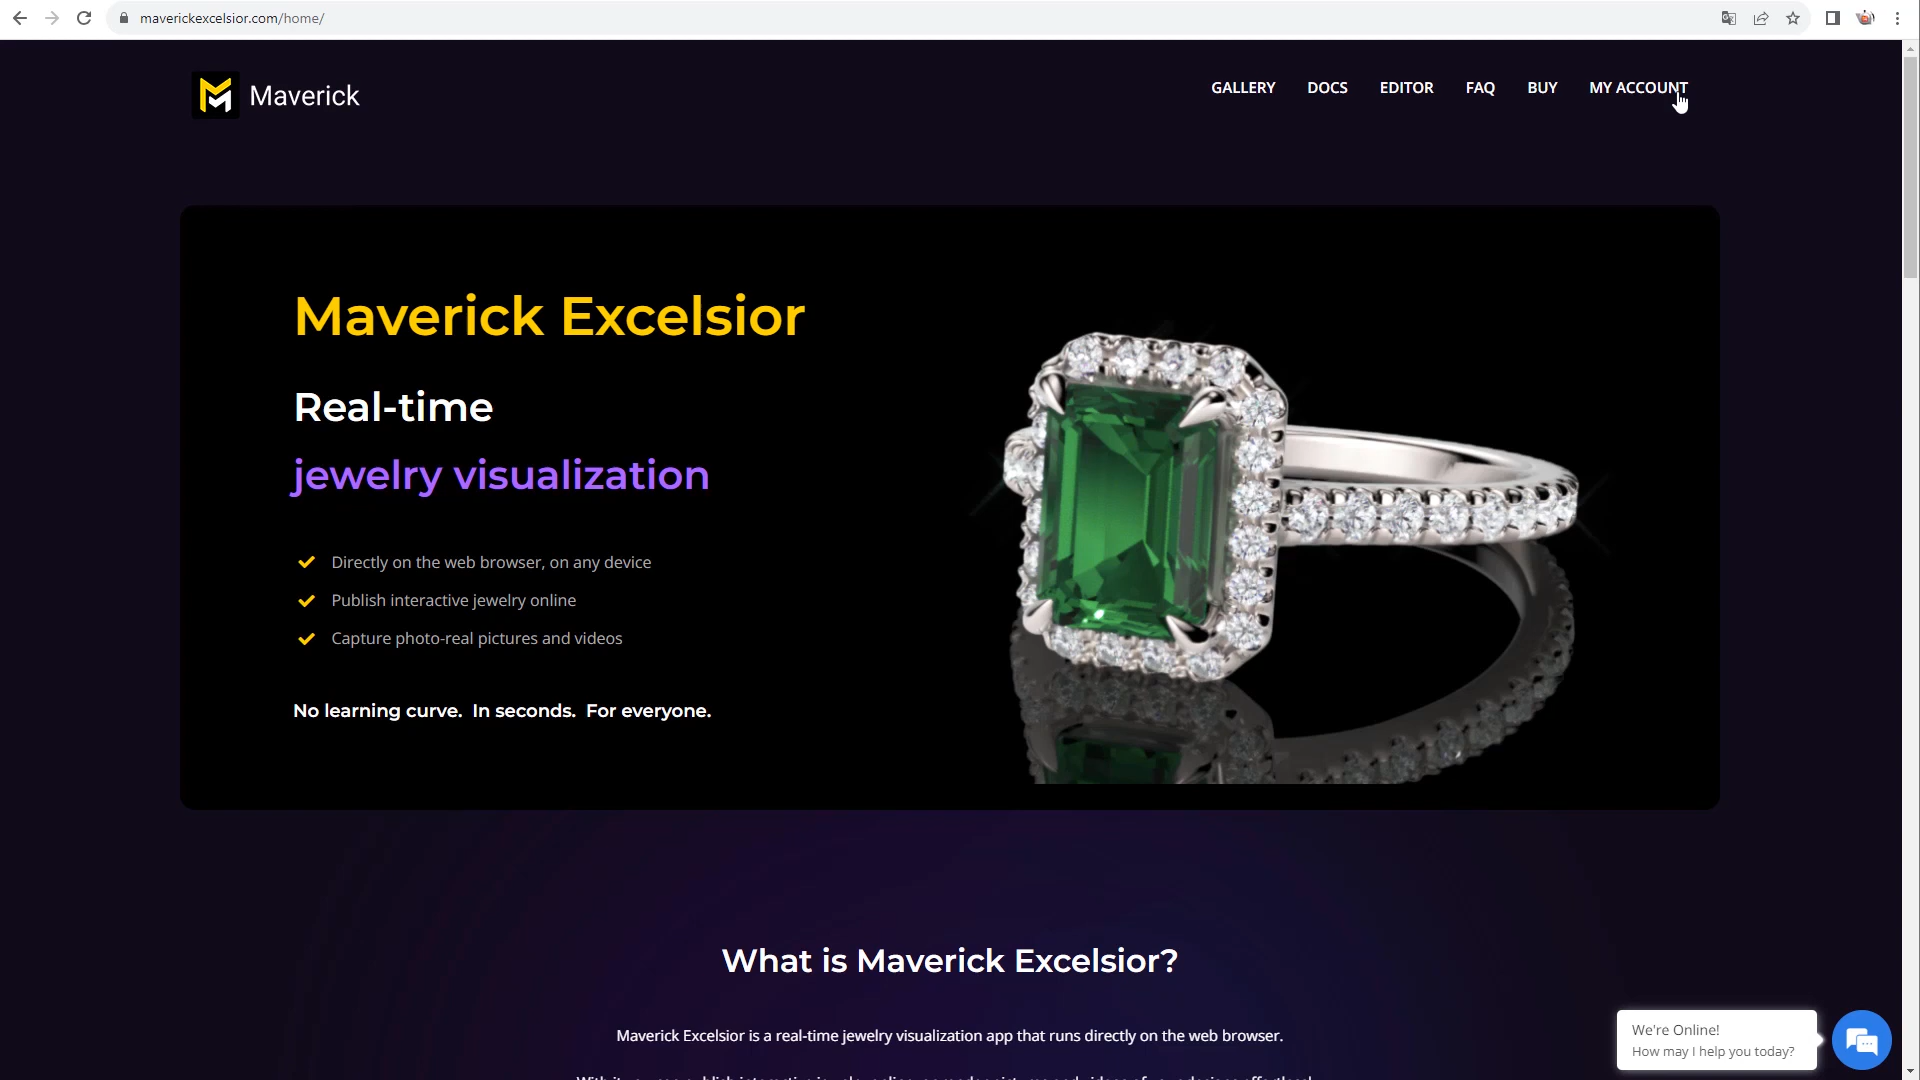 maverickexcelsior.com/home/
Maverick
GALLERY DOCS EDITOR FAQ BUY MY ACCOUNT
Maverick Excelsior
Real-time
jewelry visualization
Directly on the web browser, on any device
Publish interactive jewelry online
Capture photo-real pictures and videos
No learning curve. In seconds. For everyone.
What is Maverick Excelsior?
Maverick Excelsior is a real-time jewelry visualization app that runs directly on the web browser.
We're Online!
How may I help you today?